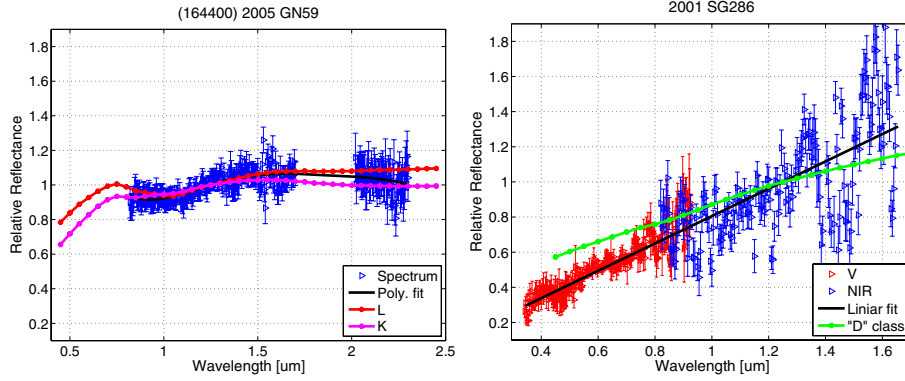 (164400) 2005 GN59
1.8
1.6
1.4
1.2
1
0.8
0.6
0.4
0.2
Relative Reflectance
0.5
1
1.5
2
2.5
Wavelength [um]
Spectrum
Poly. fit
L
K
2001 SG286
1.8
1.6
1.4
1.2
1
0.8
0.6
0.4
0.2
Relative Reflectance
0.4
0.6
0.8
1
1.2
1.4
1.6
Wavelength [um]
V
NIR
Liniar fit
"D" class